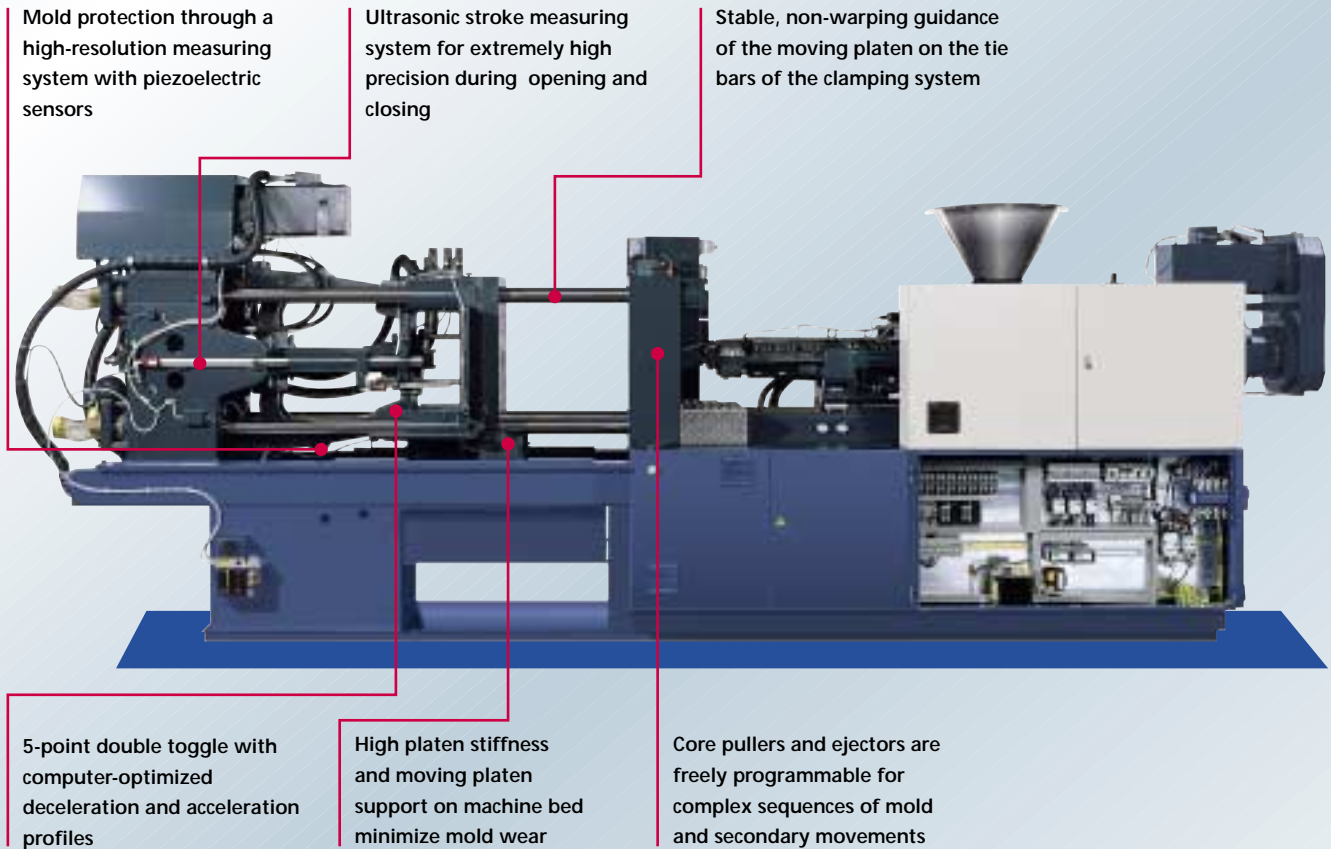 Mold protection through a
high-resolution measuring
system with piezoelectric
sensors
Ultrasonic stroke measuring
system for extremely high
precision during opening and
closing
Stable, non-warping guidance
of the moving platen on the tie
bars of the clamping system
5-point double toggle with
computer-optimized
deceleration and acceleration
profiles
High platen stiffness
and moving platen
support on machine bed
minimize mold wear
Core pullers and ejectors are
freely programmable for
complex sequences of mold
and secondary movements